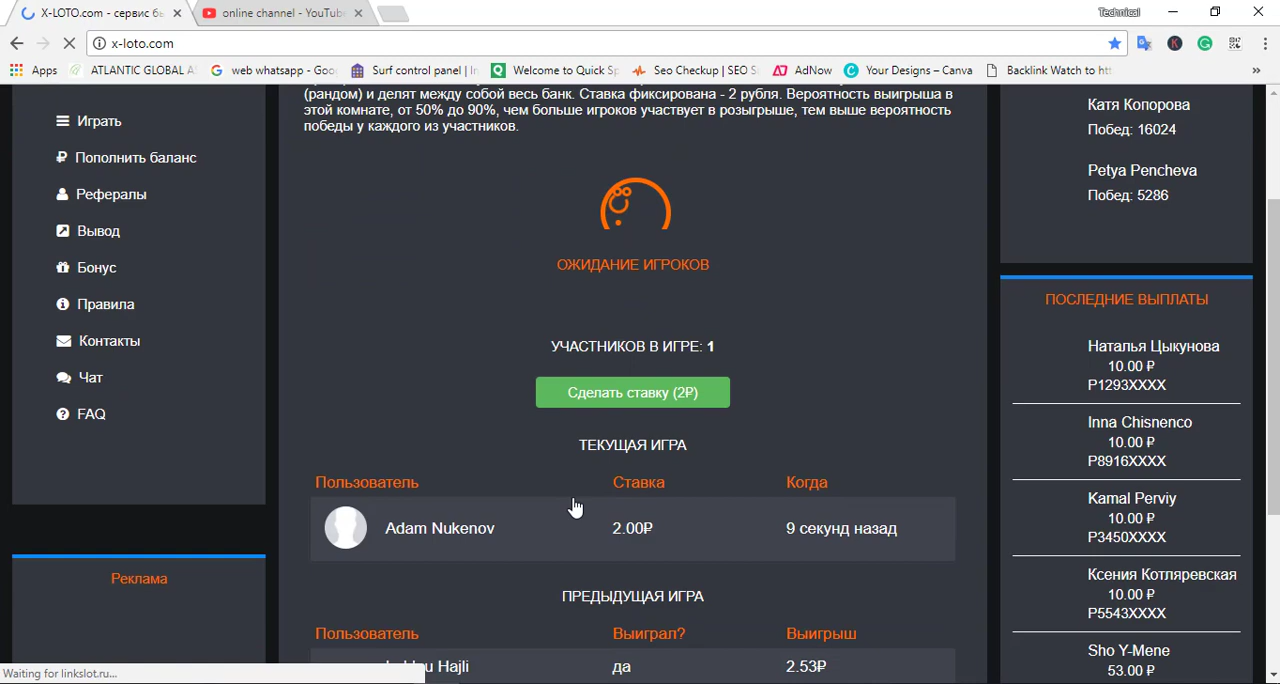 X-LOTO.com - сервис бы
online channel - YouTube
Technical
x-loto.com
Apps
ATLANTIC GLOBAL A
web whatsapp - Goo
Surf control panel | In
Welcome to Quick Sp
Seo Checkup | SEO S
AdNow
Your Designs – Canva
Backlink Watch to htt
»
Играть
Пополнить баланс
Рефералы
Вывод
Бонус
Правила
Контакты
Чат
FAQ
Реклама
(рандом) и делят между собой весь банк. Ставка фиксирована - 2 рубля. Вероятность выигрыша в
этой комнате, от 50% до 90%, чем больше игроков участвует в розыгрыше, тем выше вероятность
победы у каждого из участников.
ОЖИДАНИЕ ИГРОКОВ
УЧАСТНИКОВ В ИГРЕ: 1
Сделать ставку (2₽)
ТЕКУЩАЯ ИГРА
Пользователь Ставка Когда
Adam Nukenov 2.00₽ 9 секунд назад
ПРЕДЫДУЩАЯ ИГРА
Пользователь Выиграл? Выигрыш
Hajli да 2.53₽
Катя Копорова
Побед: 16024
Petya Pencheva
Побед: 5286
ПОСЛЕДНИЕ ВЫПЛАТЫ
Наталья Цыкунова
10.00 ₽
P1293XXXX
Inna Chisnenco
10.00 ₽
P8916XXXX
Kamal Perviy
10.00 ₽
P3450XXXX
Ксения Котляревская
10.00 ₽
P5543XXXX
Sho Y-Mene
53.00 ₽
Waiting for linkslot.ru...